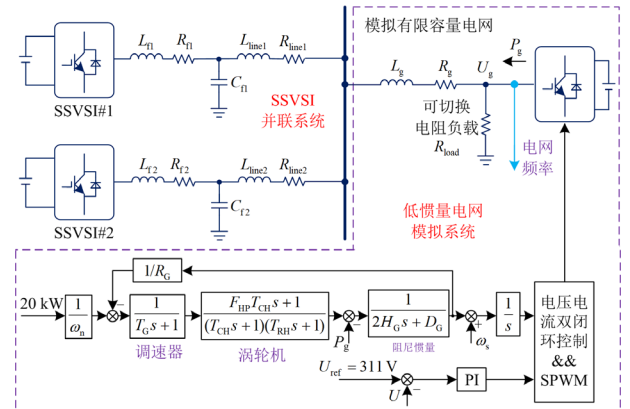 L_f1 R_f1 L_line1 R_line1
C_f1
SSVSI#1
SSVSI
并联系统
L_f2 R_f2 L_line2 R_line2
C_f2
SSVSI#2
模拟有限容量电网
L_g R_g U_g P_g
可切换
电阻负载
R_load
电网
频率
低惯量电网
模拟系统
1/R_G
20 kW
1/ω_n
−
1/(T_G s+1)
调速器
(F_HP T_CH s+1)/((T_CH s+1)(T_RH s+1))
涡轮机
−
P_g
1/(2H_G s+D_G)
阻尼惯量
+
ω_s
1/s
电压电
流双闭
环控制
&&
SPWM
U_ref = 311 V
−
U
PI